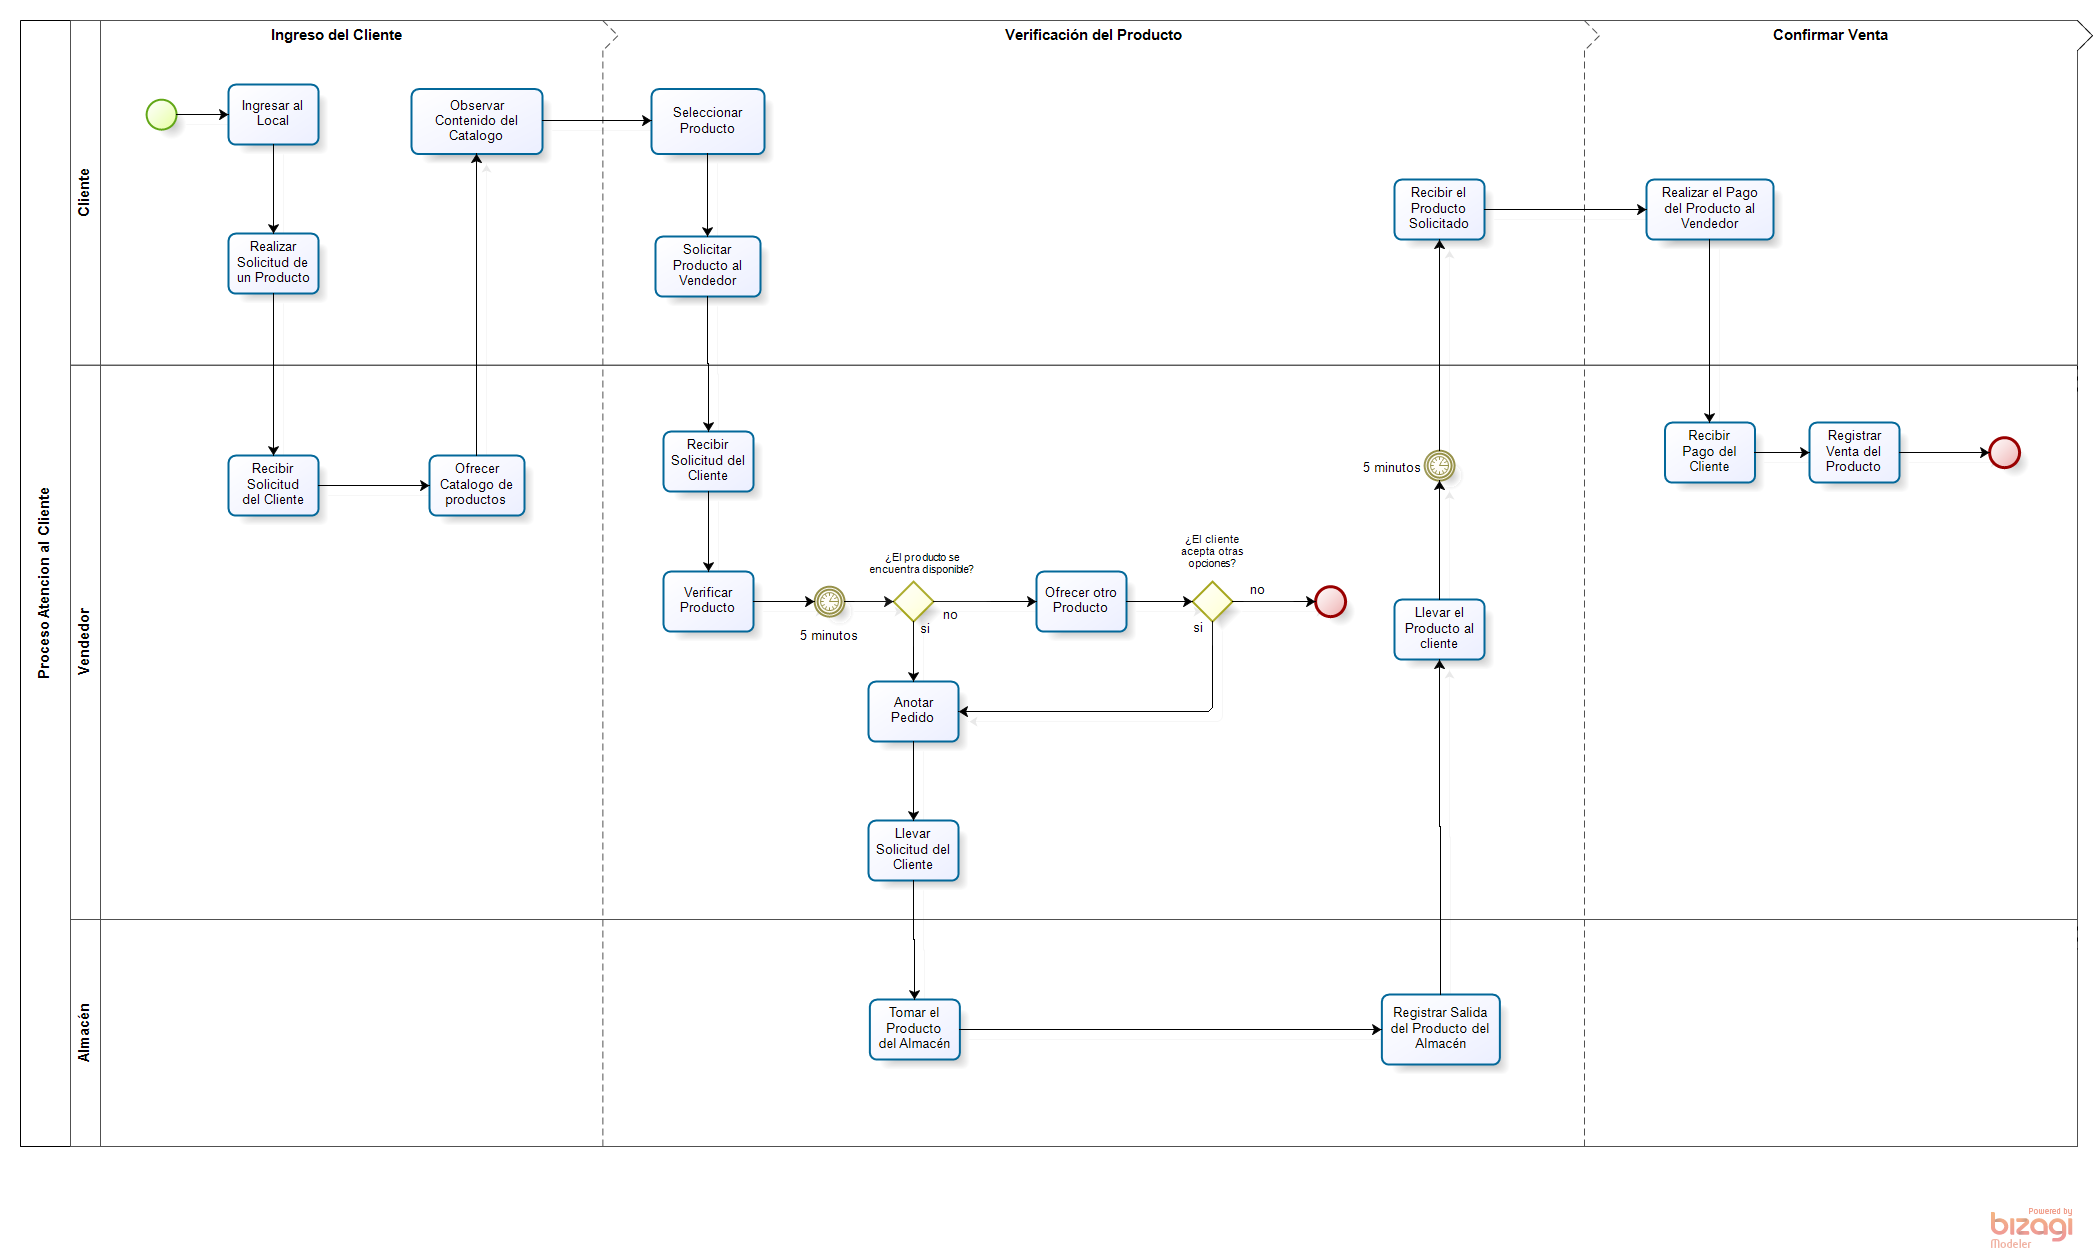 Ingreso del Cliente
Verificación del Producto
Confirmar Venta
Proceso Atencion al Cliente
Cliente
Ingresar al
Local
Observar
Contenido del
Catalogo
Seleccionar
Producto
Realizar
Solicitud de
un Producto
Solicitar
Producto al
Vendedor
Recibir el
Producto
Solicitado
Realizar el Pago
del Producto al
Vendedor
Vendedor
Recibir
Solicitud
del Cliente
Ofrecer
Catalogo de
productos
Recibir
Solicitud del
Cliente
Verificar
Producto
5 minutos
¿El producto se
encuentra disponible?
no
si
Ofrecer otro
Producto
¿El cliente
acepta otras
opciones?
no
si
Anotar
Pedido
Llevar
Solicitud del
Cliente
5 minutos
Llevar el
Producto al
cliente
Recibir
Pago del
Cliente
Registrar
Venta del
Producto
Almacén
Tomar el
Producto
del Almacén
Registrar Salida
del Producto del
Almacén
Powered by
bizagi
Modeler